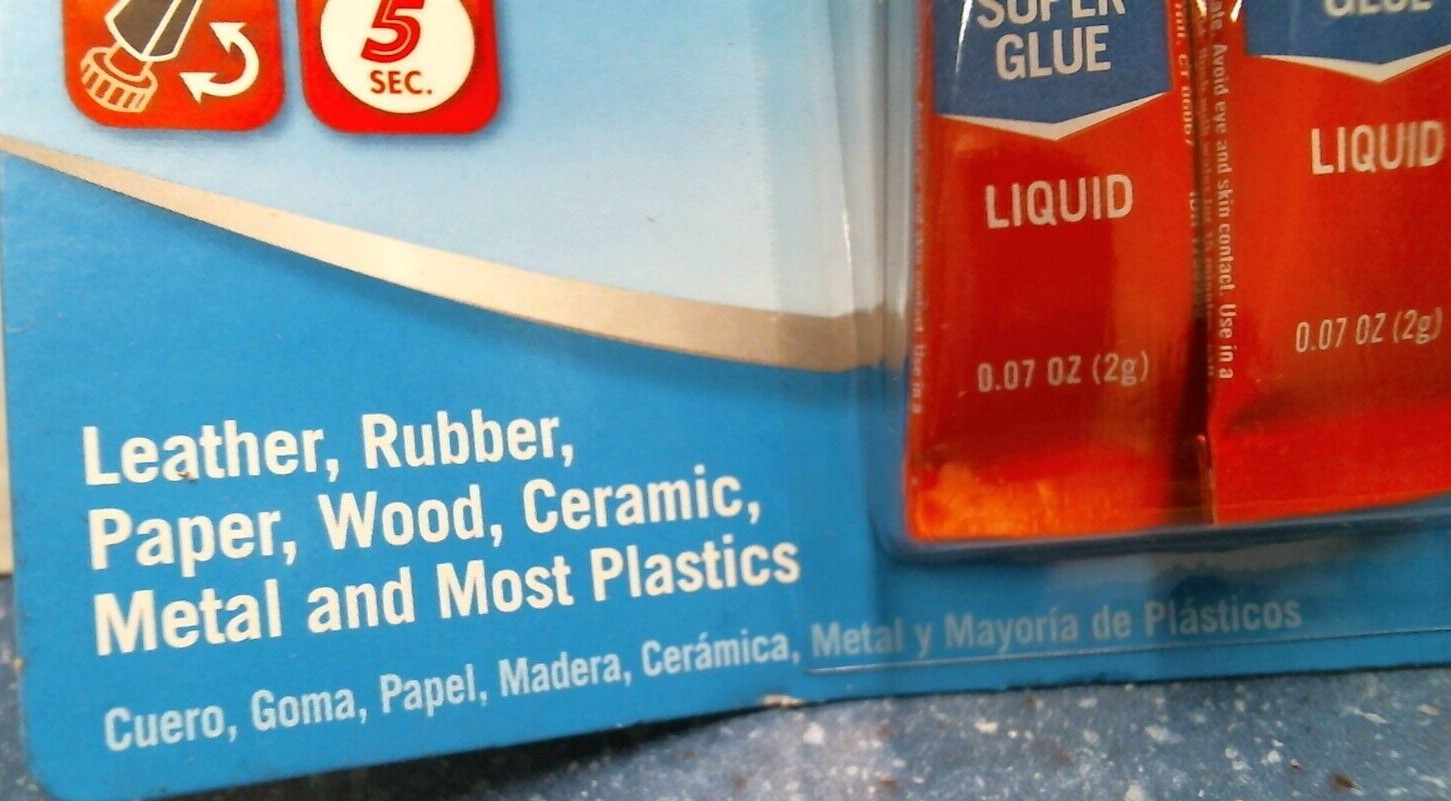 5
SEC.
SUPER
GLUE
LIQUID
0.07 OZ (2g)
GLUE
LIQUID
0.07 OZ (2g)
Avoid eye and skin contact. Use in a
Leather, Rubber,
Paper, Wood, Ceramic,
Metal and Most Plastics
Cuero, Goma, Papel, Madera, Cerámica, Metal y Mayoría de Plásticos